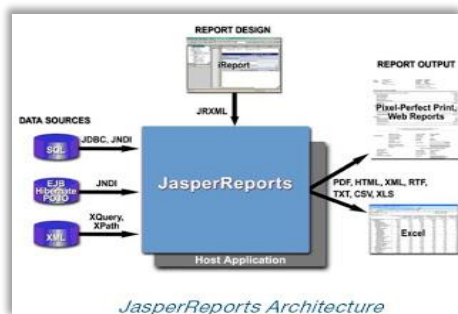 REPORT DESIGN
iReport
JRXML
REPORT OUTPUT
Pixel-Perfect Print,
Web Reports
DATA SOURCES
SQL
JDBC, JNDI
EJB
Hibernate
POJO
JNDI
XML
XQuery,
XPath
JasperReports
Host Application
PDF, HTML, XML, RTF,
TXT, CSV, XLS
Excel
JasperReports Architecture